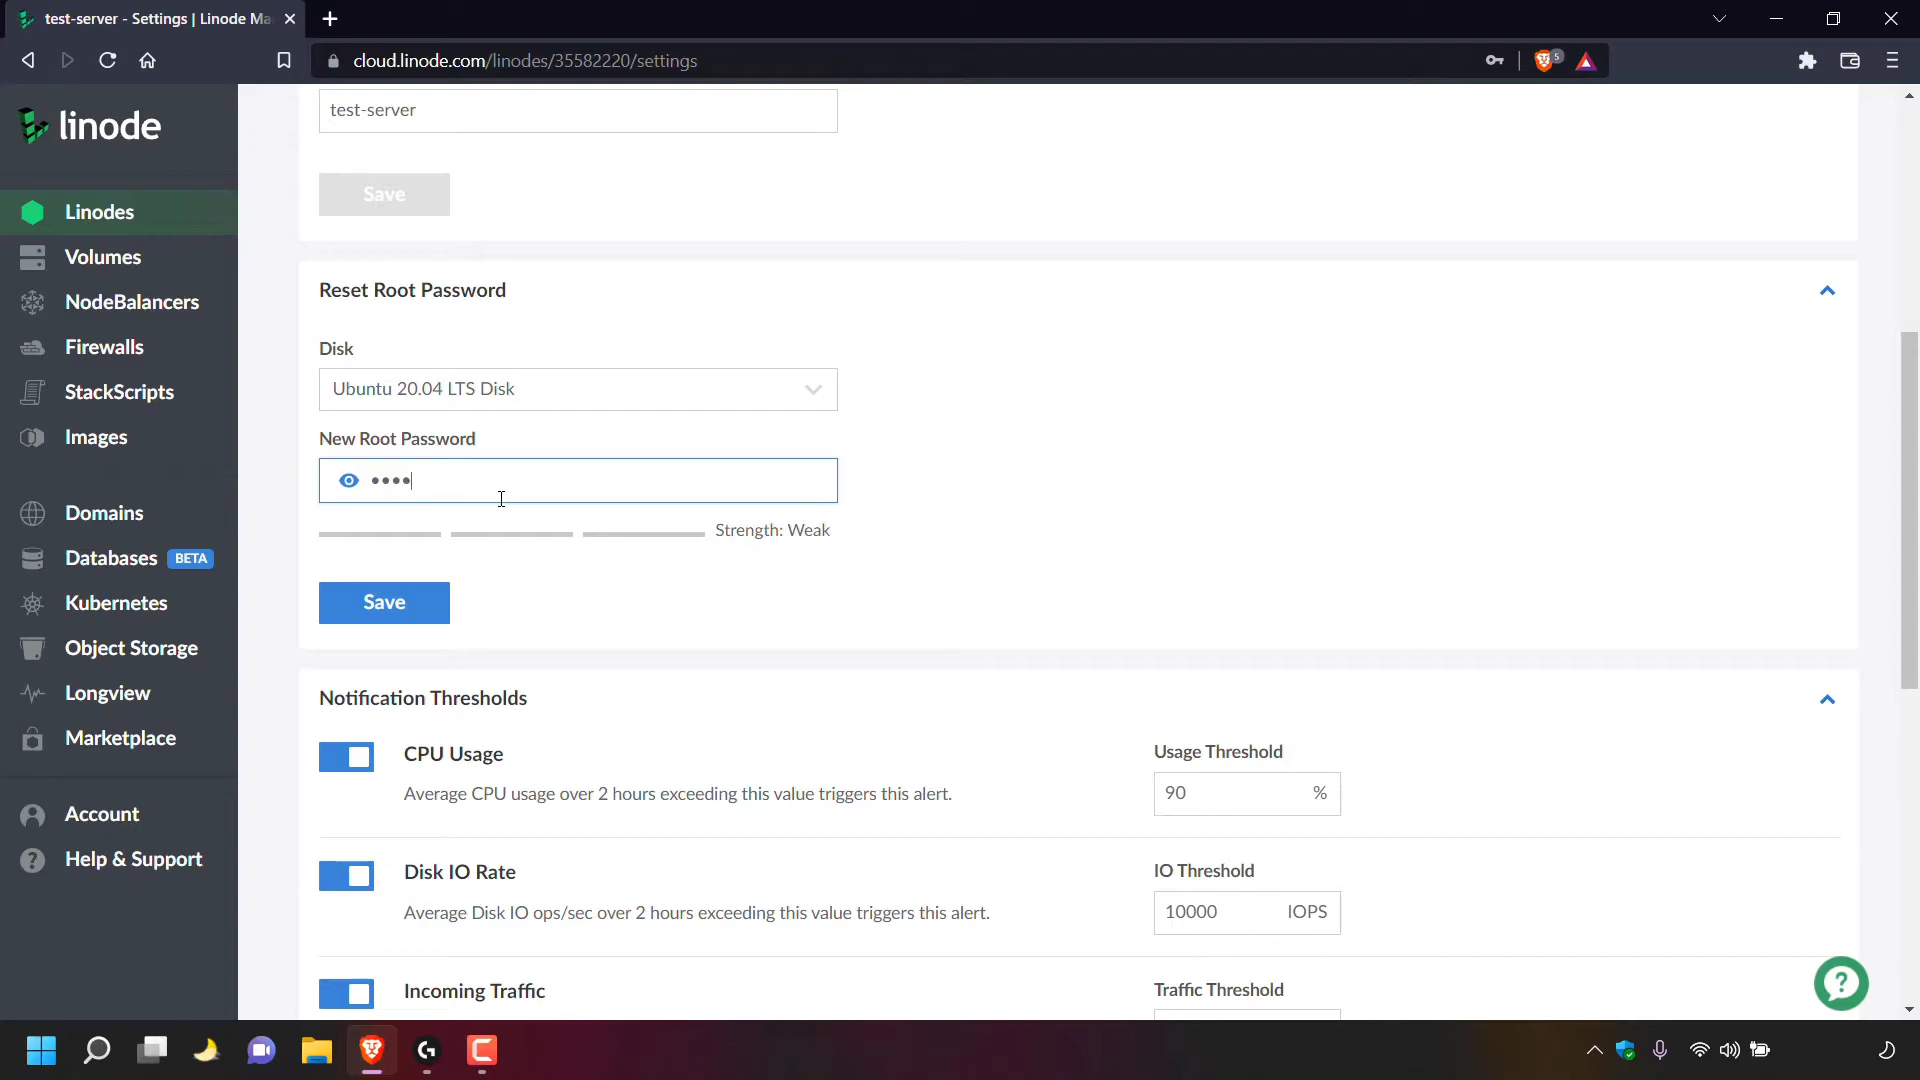 test-server - Settings | Linode Ma
cloud.linode.com/linodes/35582220/settings
5
linode
Linodes
Volumes
NodeBalancers
Firewalls
StackScripts
Images
Domains
Databases BETA
Kubernetes
Object Storage
Longview
Marketplace
Account
Help & Support
test-server
Save
Reset Root Password
Disk
Ubuntu 20.04 LTS Disk
New Root Password
••••
Strength: Weak
Save
Notification Thresholds
CPU Usage
Average CPU usage over 2 hours exceeding this value triggers this alert.
Usage Threshold
90 %
Disk IO Rate
Average Disk IO ops/sec over 2 hours exceeding this value triggers this alert.
IO Threshold
10000 IOPS
Incoming Traffic
Traffic Threshold